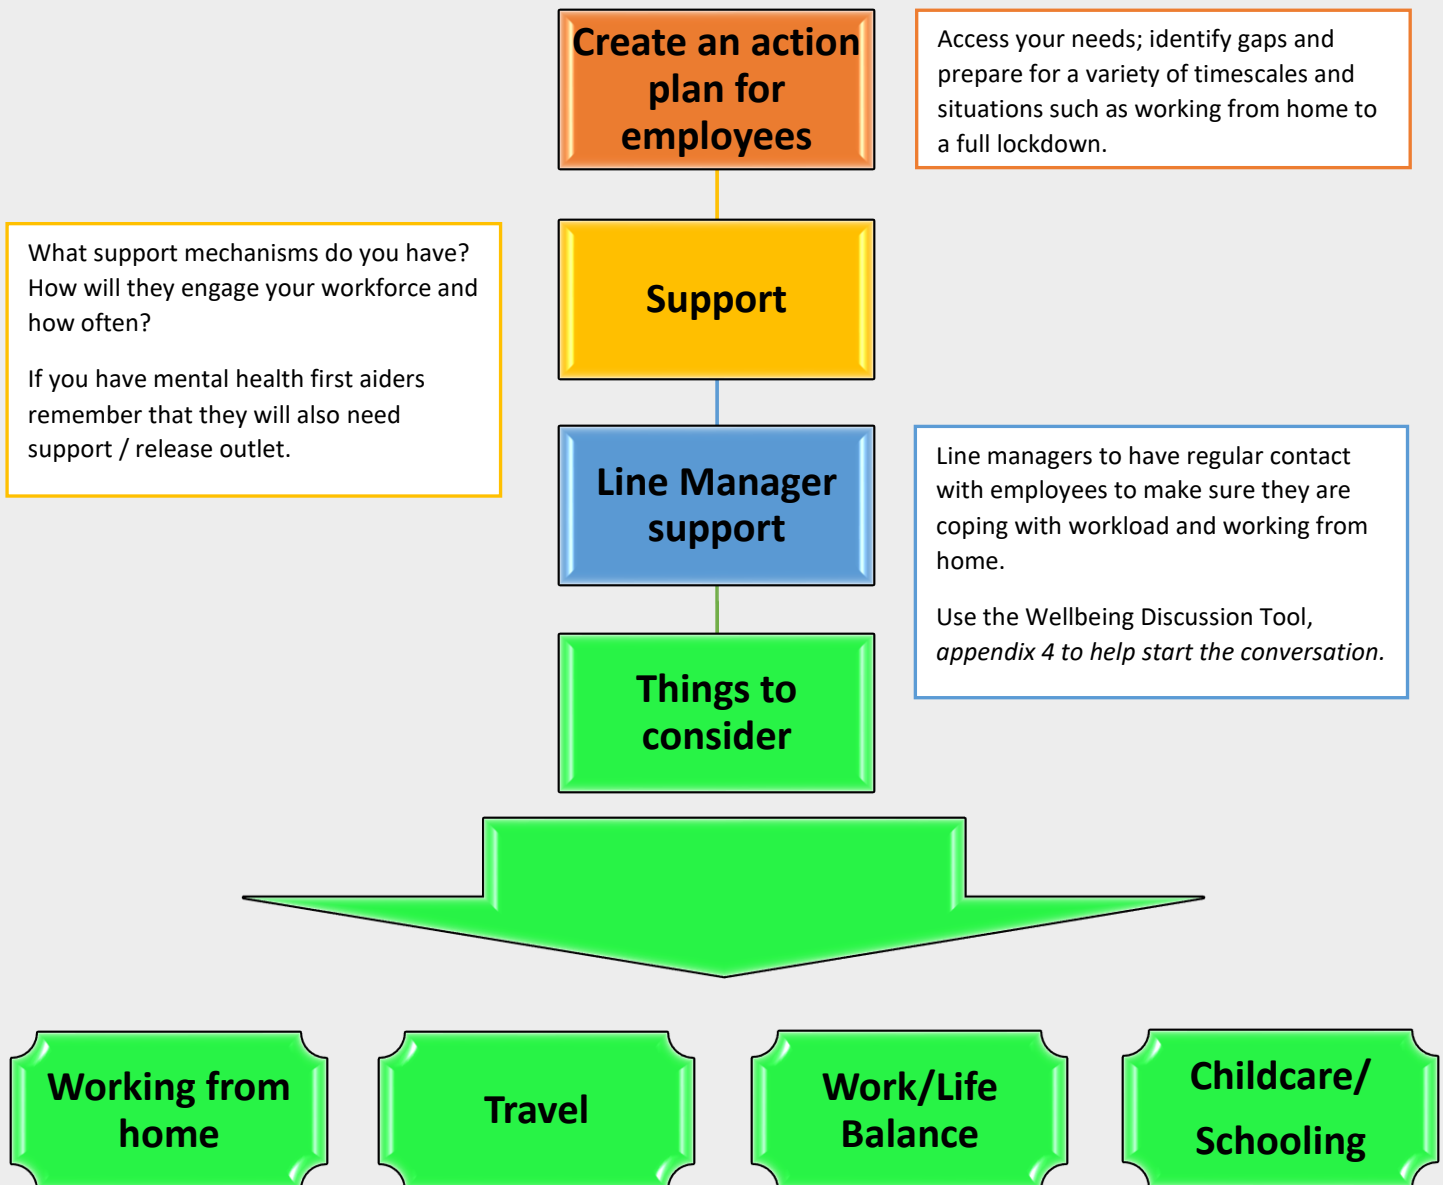 Create an action
plan for
employees
Access your needs; identify gaps and
prepare for a variety of timescales and
situations such as working from home to
a full lockdown.
What support mechanisms do you have?
How will they engage your workforce and
how often?
If you have mental health first aiders
remember that they will also need
support / release outlet.
Support
Line Manager
support
Line managers to have regular contact
with employees to make sure they are
coping with workload and working from
home.
Use the Wellbeing Discussion Tool,
appendix 4 to help start the conversation.
Things to
consider
Working from
home
Travel
Work/Life
Balance
Childcare/
Schooling